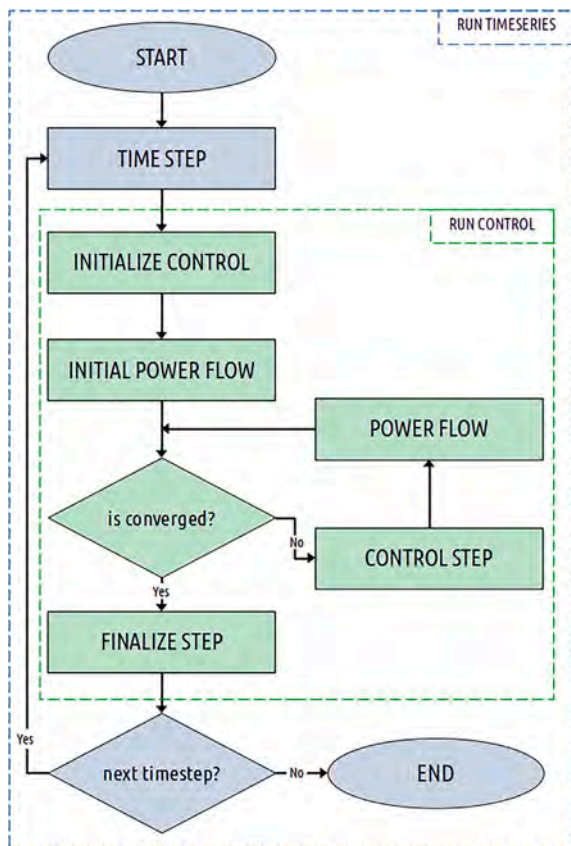 RUN TIMESERIES
START
TIME STEP
RUN CONTROL
INITIALIZE CONTROL
INITIAL POWER FLOW
POWER FLOW
is converged?
No
CONTROL STEP
Yes
FINALIZE STEP
Yes
next timestep?
No
END